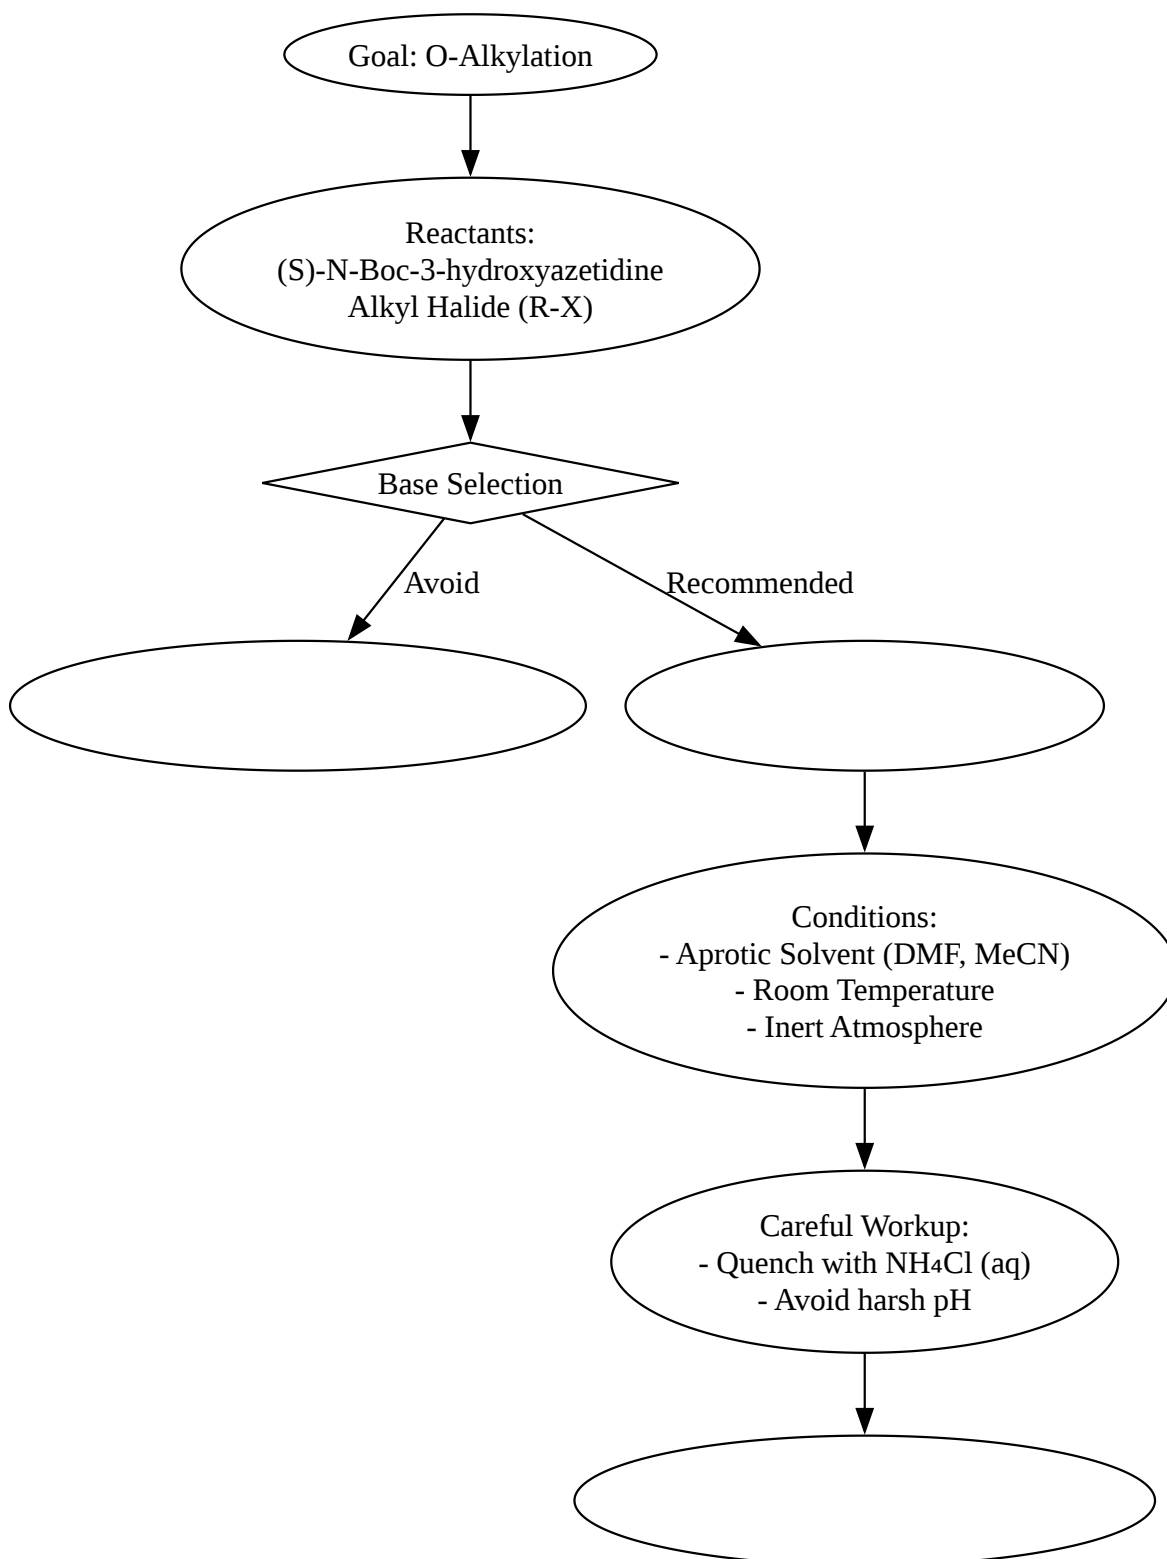 Goal: O-Alkylation
Reactants:
(S)-N-Boc-3-hydroxyazetidine
Alkyl Halide (R-X)
Base Selection
Avoid
Recommended
Conditions:
- Aprotic Solvent (DMF, MeCN)
- Room Temperature
- Inert Atmosphere
Careful Workup:
- Quench with NH₄Cl (aq)
- Avoid harsh pH